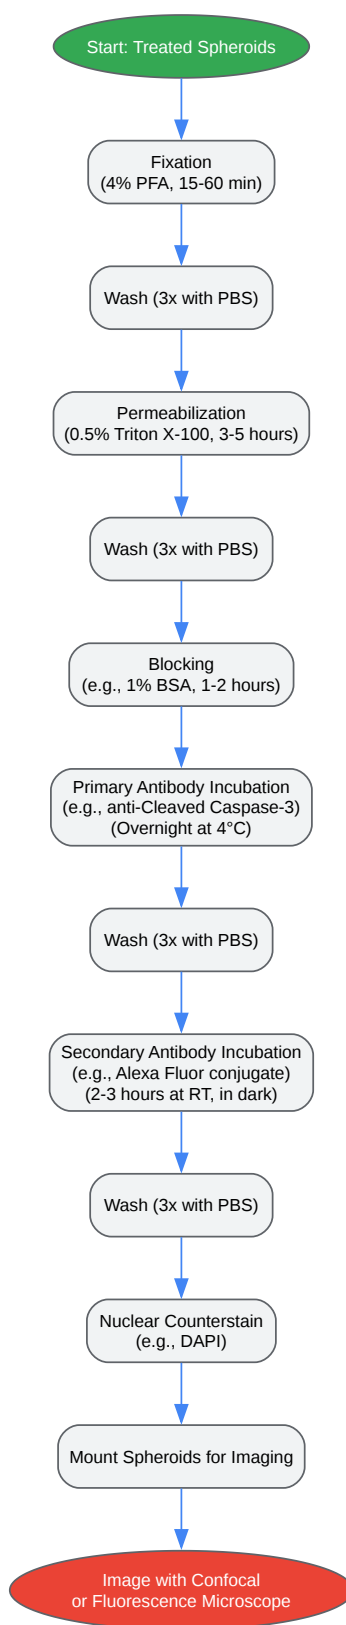 Start: Treated Spheroids
Fixation
(4% PFA, 15-60 min)
Wash (3x with PBS)
Permeabilization
(0.5% Triton X-100, 3-5 hours)
Wash (3x with PBS)
Blocking
(e.g., 1% BSA, 1-2 hours)
Primary Antibody Incubation
(e.g., anti-Cleaved Caspase-3)
(Overnight at 4°C)
Wash (3x with PBS)
Secondary Antibody Incubation
(e.g., Alexa Fluor conjugate)
(2-3 hours at RT, in dark)
Wash (3x with PBS)
Nuclear Counterstain
(e.g., DAPI)
Mount Spheroids for Imaging
Image with Confocal
or Fluorescence Microscope